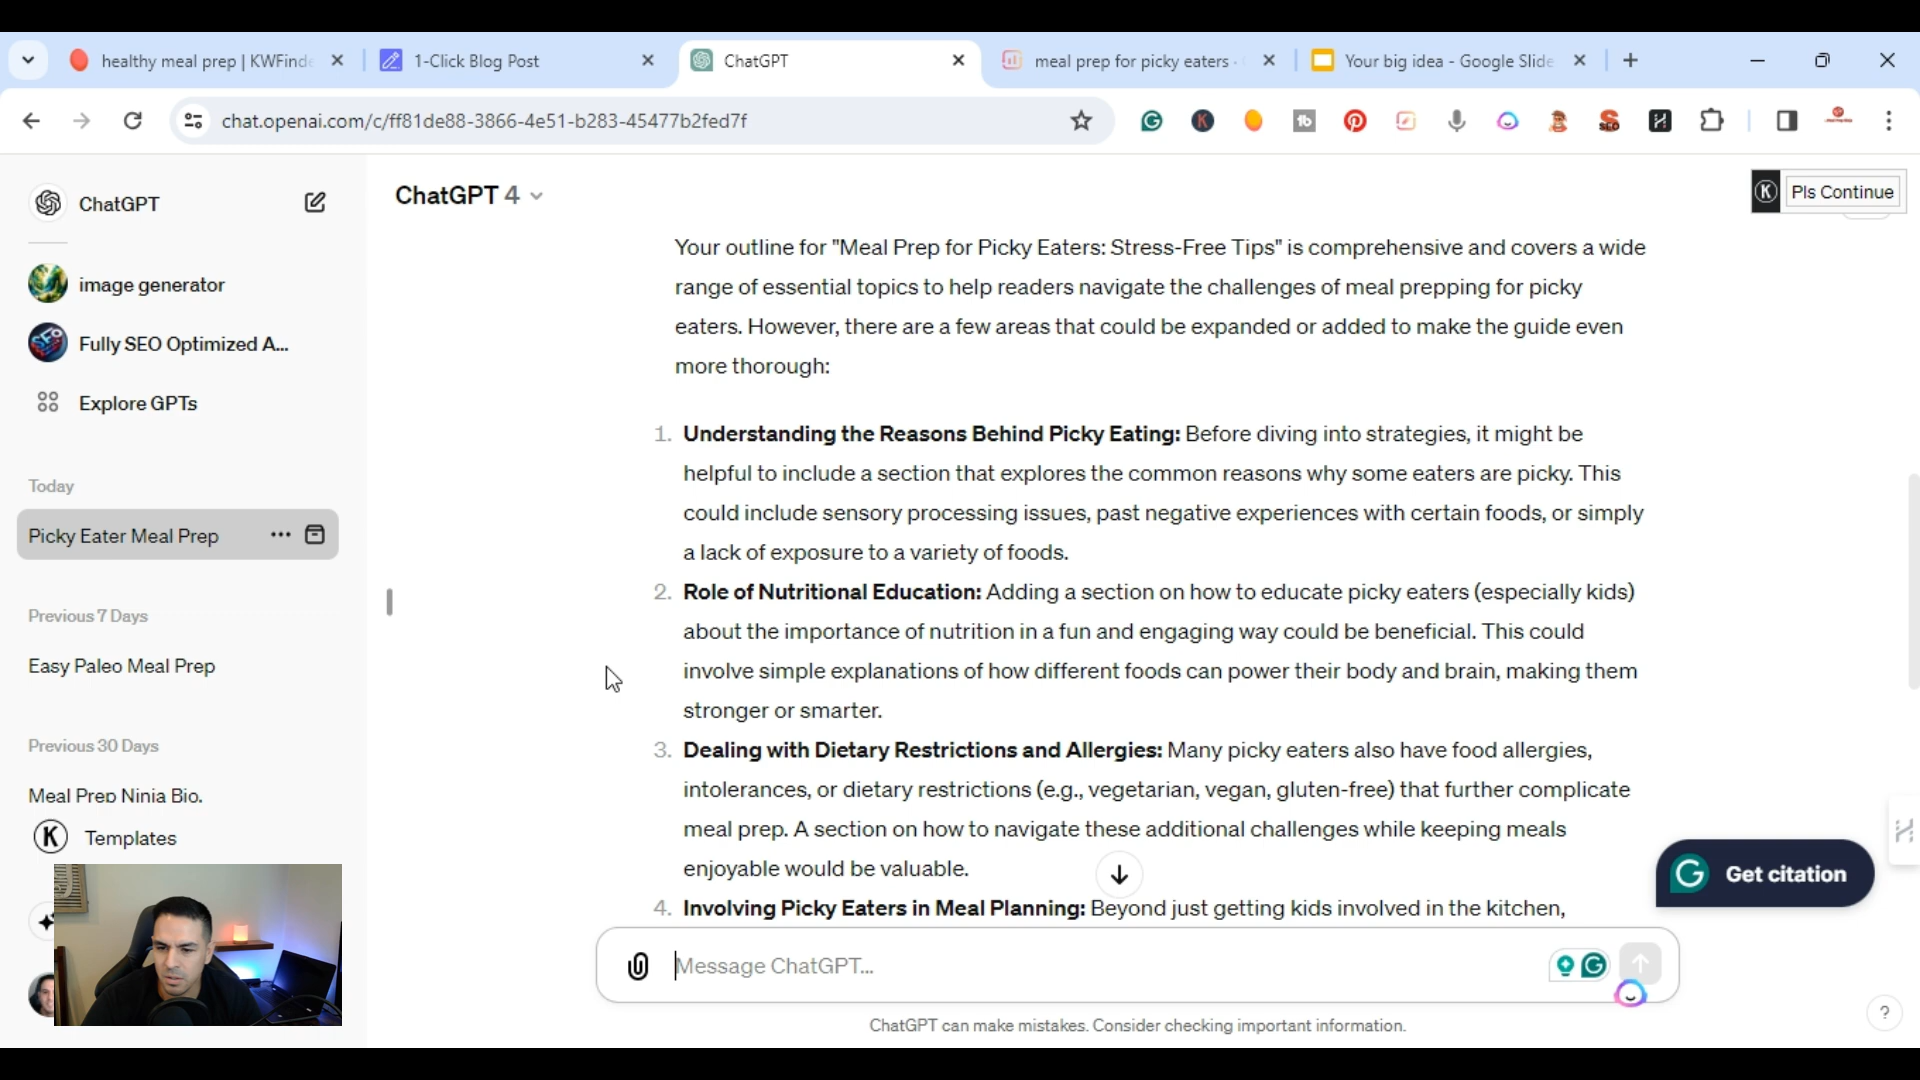 healthy meal prep | KWFinde
1-Click Blog Post
ChatGPT
meal prep for picky eaters -
Your big idea - Google Slide
chat.openai.com/c/ff81de88-3866-4e51-b283-45477b2fed7f
ChatGPT
ChatGPT 4
Pls Continue
image generator
Fully SEO Optimized A...
Explore GPTs
Today
Picky Eater Meal Prep
Previous 7 Days
Easy Paleo Meal Prep
Previous 30 Days
Meal Prep Ninja Bio.
Templates
Your outline for "Meal Prep for Picky Eaters: Stress-Free Tips" is comprehensive and covers a wide
range of essential topics to help readers navigate the challenges of meal prepping for picky
eaters. However, there are a few areas that could be expanded or added to make the guide even
more thorough:
1. Understanding the Reasons Behind Picky Eating: Before diving into strategies, it might be
helpful to include a section that explores the common reasons why some eaters are picky. This
could include sensory processing issues, past negative experiences with certain foods, or simply
a lack of exposure to a variety of foods.
2. Role of Nutritional Education: Adding a section on how to educate picky eaters (especially kids)
about the importance of nutrition in a fun and engaging way could be beneficial. This could
involve simple explanations of how different foods can power their body and brain, making them
stronger or smarter.
3. Dealing with Dietary Restrictions and Allergies: Many picky eaters also have food allergies,
intolerances, or dietary restrictions (e.g., vegetarian, vegan, gluten-free) that further complicate
meal prep. A section on how to navigate these additional challenges while keeping meals
enjoyable would be valuable.
4. Involving Picky Eaters in Meal Planning: Beyond just getting kids involved in the kitchen,
Get citation
Message ChatGPT...
ChatGPT can make mistakes. Consider checking important information.
?